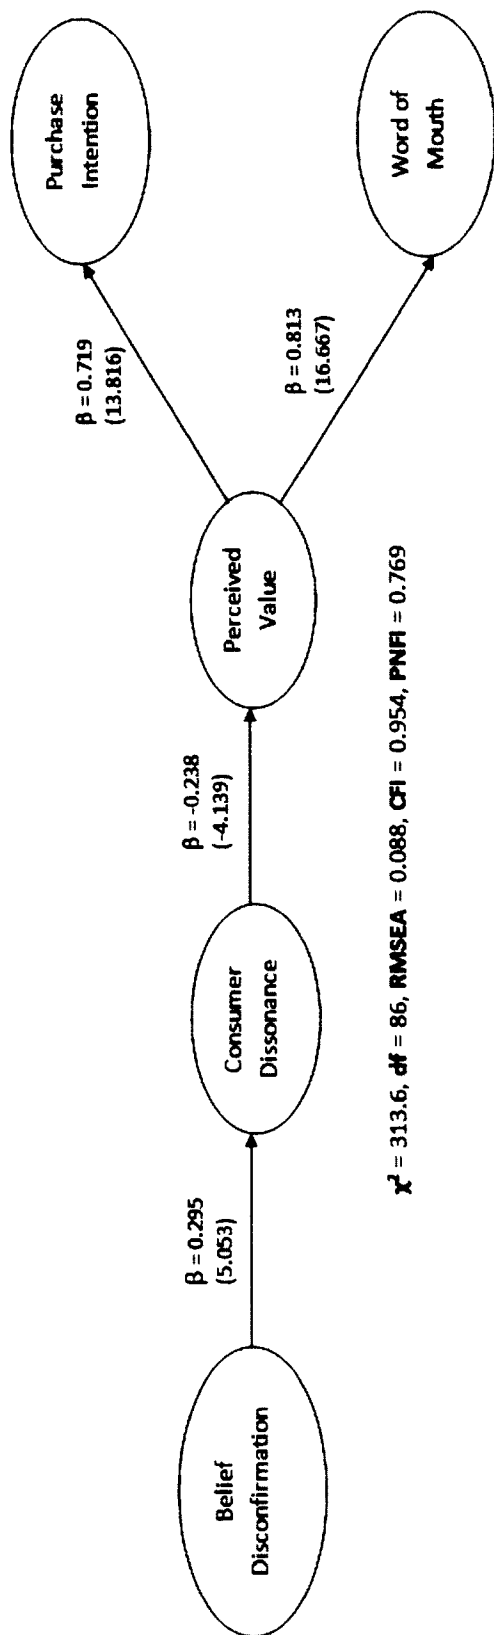 Belief
Disconfirmation
β = 0.295
(5.053)
Consumer
Dissonance
β = -0.238
(-4.139)
Perceived
Value
β = 0.719
(13.816)
Purchase
Intention
β = 0.813
(16.667)
Word of
Mouth
χ² = 313.6, df = 86, RMSEA = 0.088, CFI = 0.954, PNFI = 0.769